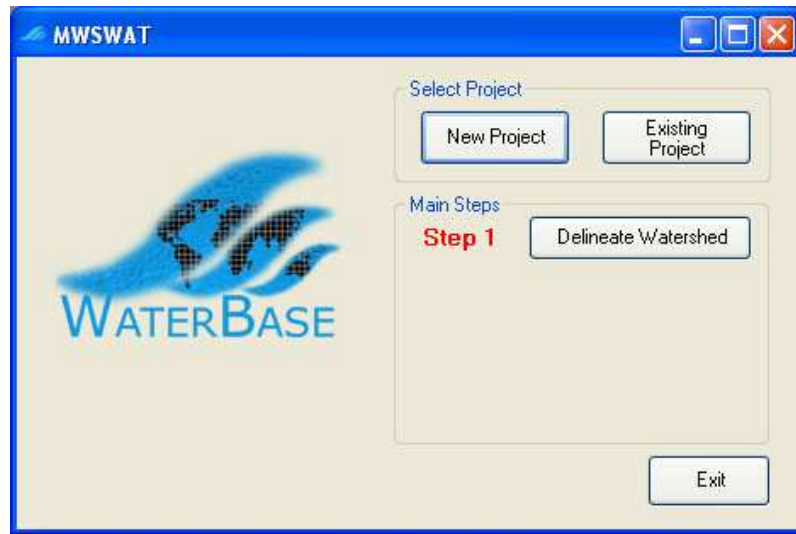 MWSWAT
Select Project
New Project
Existing
Project
Main Steps
Step 1
Delineate Watershed
WATERBASE
Exit